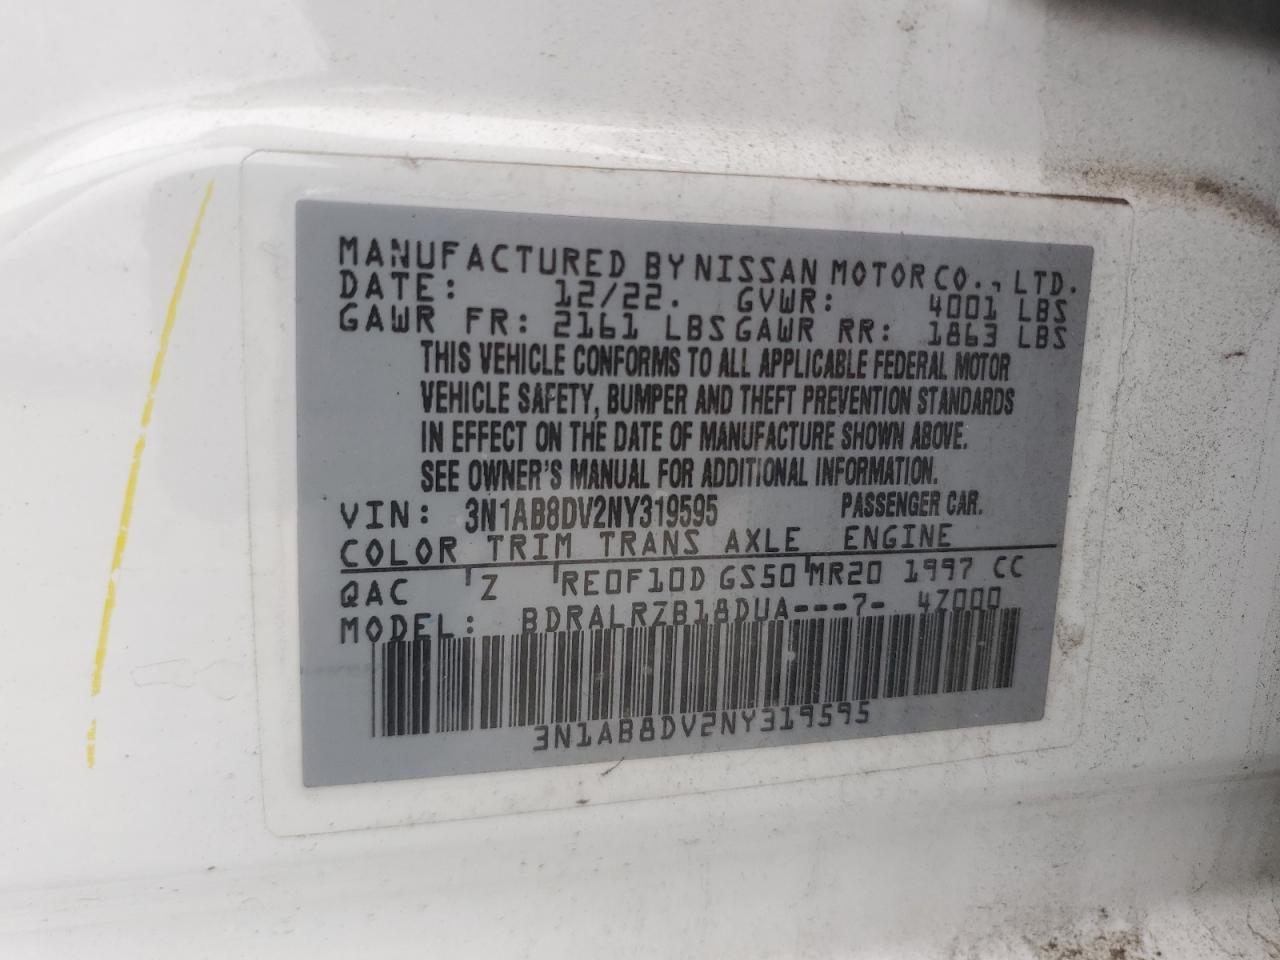 MANUFACTURED BY NISSAN MOTOR CO., LTD.
DATE: 12/22. GVWR: 4001 LBS
GAWR FR: 2161 LBS GAWR RR: 1863 LBS
THIS VEHICLE CONFORMS TO ALL APPLICABLE FEDERAL MOTOR
VEHICLE SAFETY, BUMPER AND THEFT PREVENTION STANDARDS
IN EFFECT ON THE DATE OF MANUFACTURE SHOWN ABOVE.
SEE OWNER'S MANUAL FOR ADDITIONAL INFORMATION.
VIN: 3N1AB8DV2NY319595 PASSENGER CAR.
COLOR TRIM TRANS AXLE ENGINE
QAC Z RE0F10D GS50 MR20 1997 CC
MODEL: BDRALRZB18DUA---7- 4Z000
3N1AB8DV2NY319595